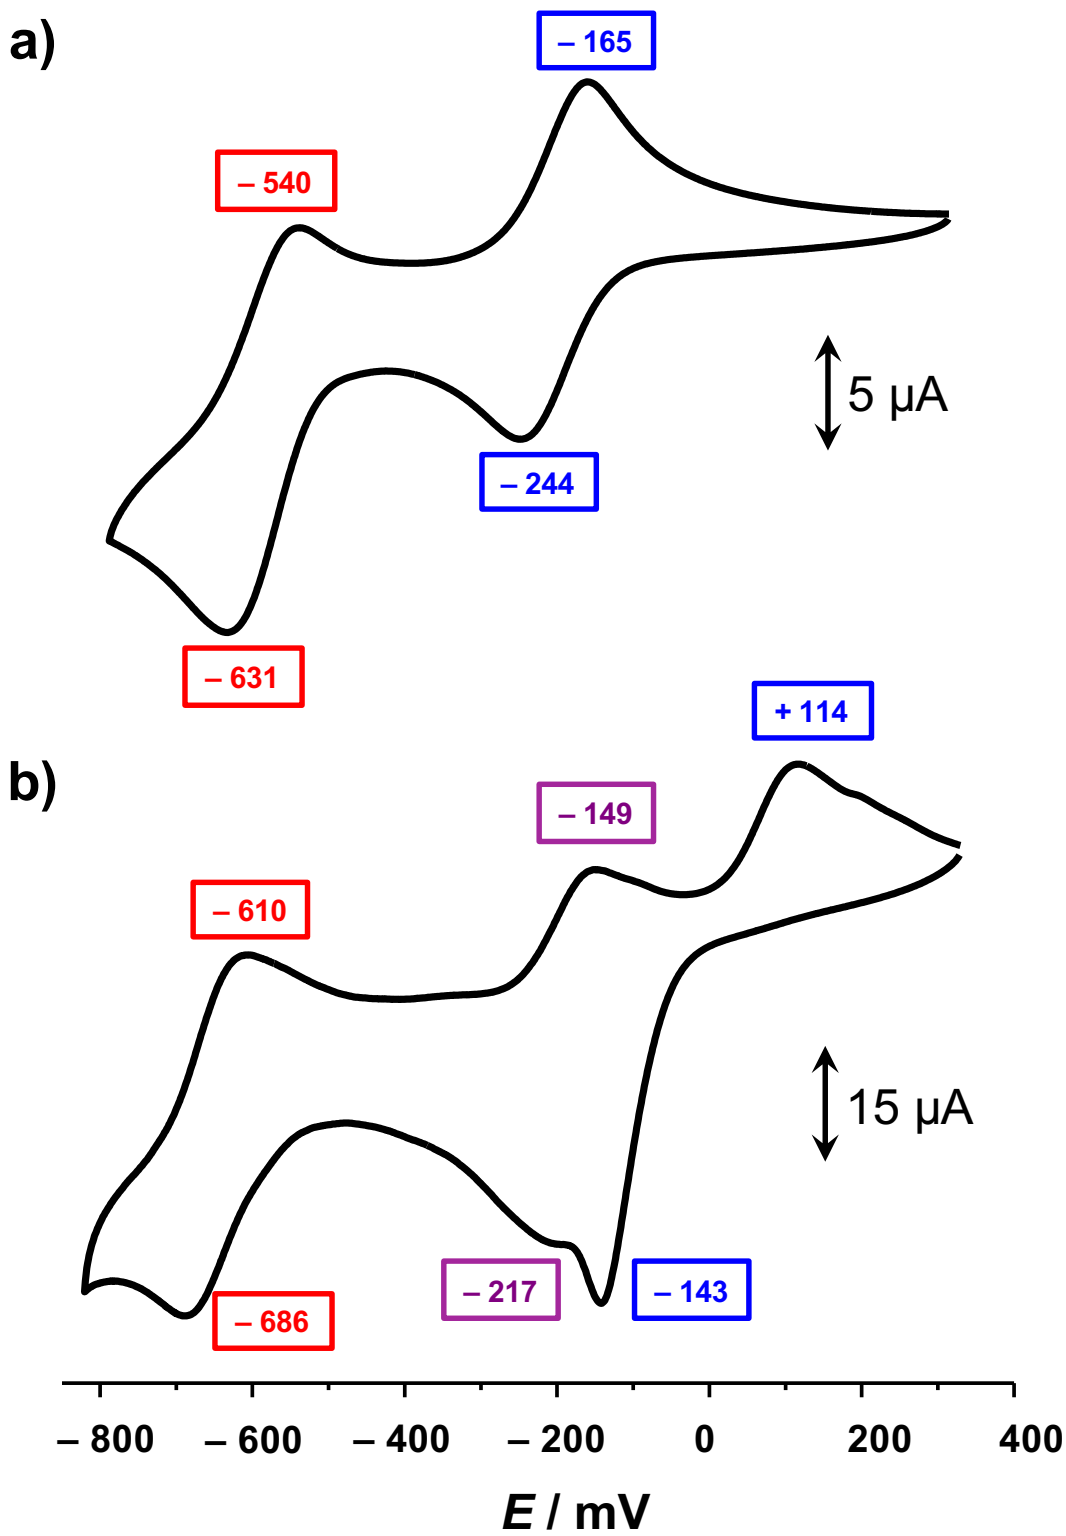 a)
– 165
– 540
5 µA
– 244
– 631
+ 114
b)
– 149
– 610
15 µA
– 217
– 143
– 686
– 800 – 600 – 400 – 200 0 200 400
E / mV